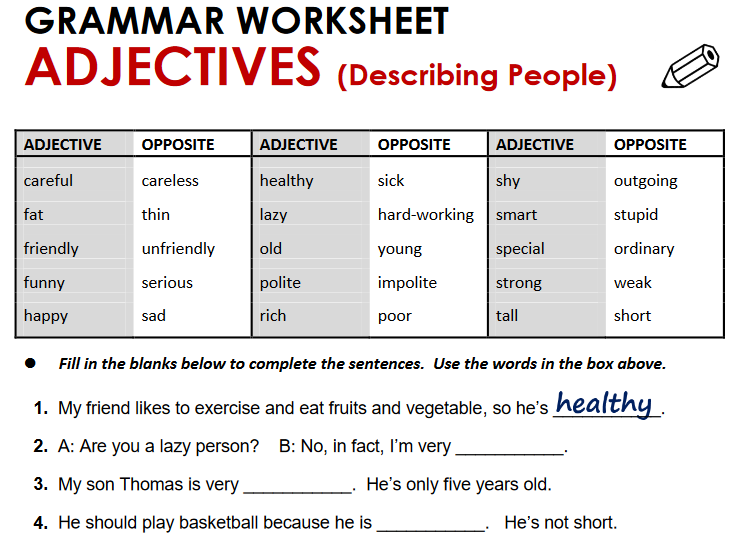 GRAMMAR WORKSHEET
ADJECTIVES (Describing People)
ADJECTIVE OPPOSITE ADJECTIVE OPPOSITE ADJECTIVE OPPOSITE
careful careless healthy sick shy outgoing
fat thin lazy hard-working smart stupid
friendly unfriendly old young special ordinary
funny serious polite impolite strong weak
happy sad rich poor tall short
● Fill in the blanks below to complete the sentences. Use the words in the box above.
1. My friend likes to exercise and eat fruits and vegetable, so he's healthy.
2. A: Are you a lazy person? B: No, in fact, I'm very ___________.
3. My son Thomas is very ___________. He's only five years old.
4. He should play basketball because he is ___________. He's not short.